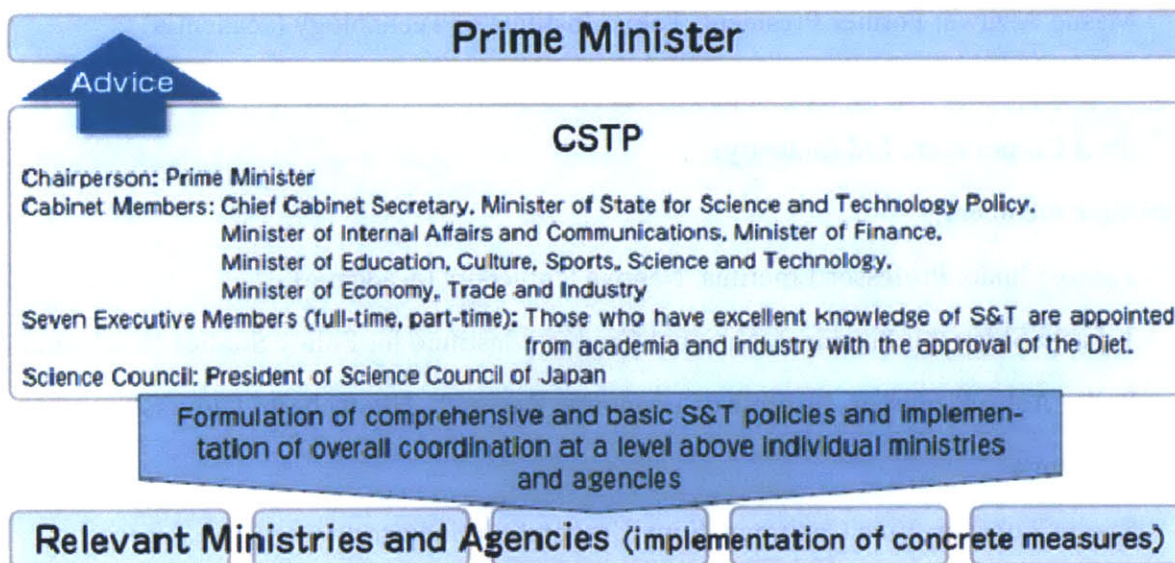 Prime Minister
Advice
CSTP
Chairperson: Prime Minister
Cabinet Members: Chief Cabinet Secretary, Minister of State for Science and Technology Policy,
Minister of Internal Affairs and Communications, Minister of Finance,
Minister of Education, Culture, Sports, Science and Technology,
Minister of Economy, Trade and Industry
Seven Executive Members (full-time, part-time): Those who have excellent knowledge of S&T are appointed
from academia and industry with the approval of the Diet.
Science Council: President of Science Council of Japan
Formulation of comprehensive and basic S&T policies and implemen-
tation of overall coordination at a level above individual ministries
and agencies
Relevant Ministries and Agencies (implementation of concrete measures)